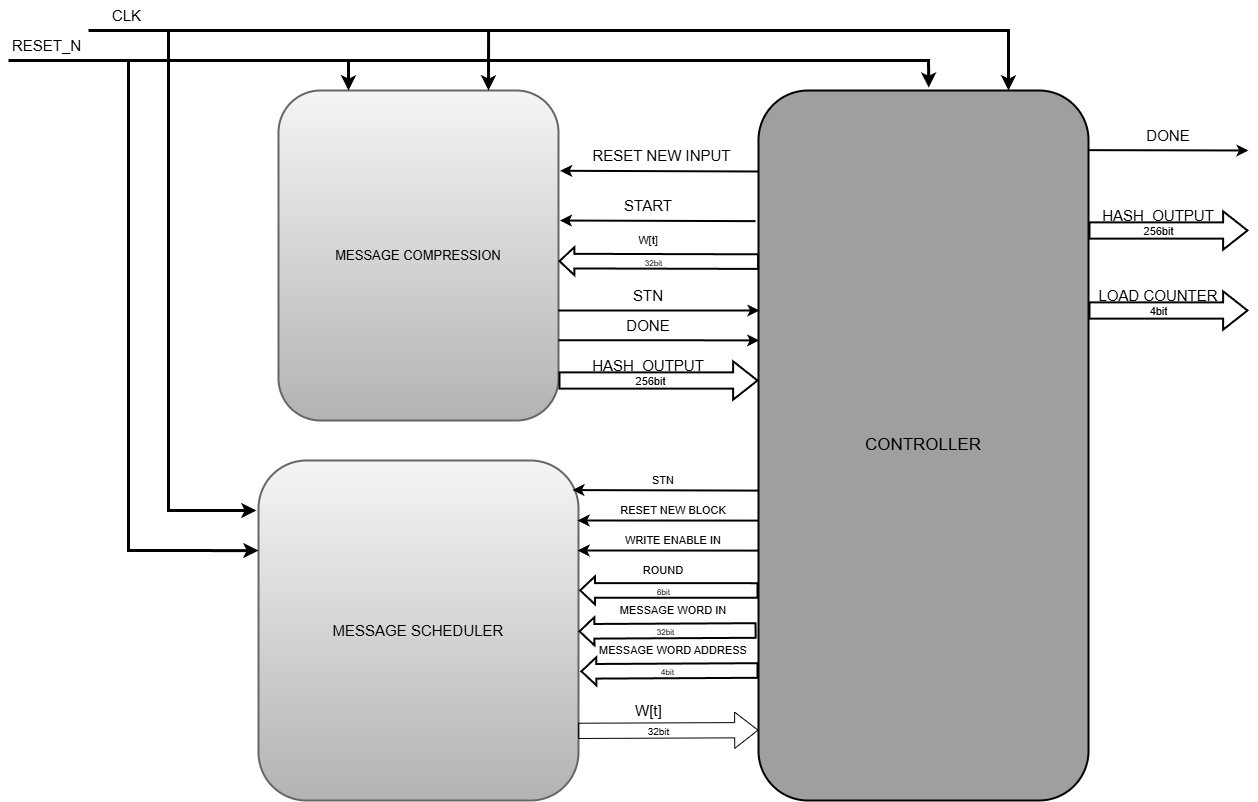 CLK
RESET_N
DONE
RESET NEW INPUT
START
HASH_OUTPUT
256bit
W[t]
MESSAGE COMPRESSION
32bit
STN
LOAD COUNTER
4bit
DONE
HASH_OUTPUT
256bit
CONTROLLER
STN
RESET NEW BLOCK
WRITE ENABLE IN
ROUND
6bit
MESSAGE WORD IN
MESSAGE SCHEDULER
32bit
MESSAGE WORD ADDRESS
4bit
W[t]
32bit